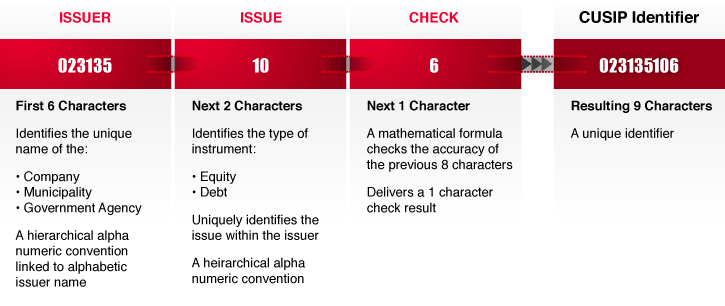 ISSUER
023135
First 6 Characters
Identifies the unique
name of the:
• Company
• Municipality
• Government Agency
A hierarchical alpha
numeric convention
linked to alphabetic
issuer name
ISSUE
10
Next 2 Characters
Identifies the type of
instrument:
• Equity
• Debt
Uniquely identifies the
issue within the issuer
A heirarchical alpha
numeric convention
CHECK
6
Next 1 Character
A mathematical formula
checks the accuracy of
the previous 8 characters
Delivers a 1 character
check result
CUSIP Identifier
023135106
Resulting 9 Characters
A unique identifier